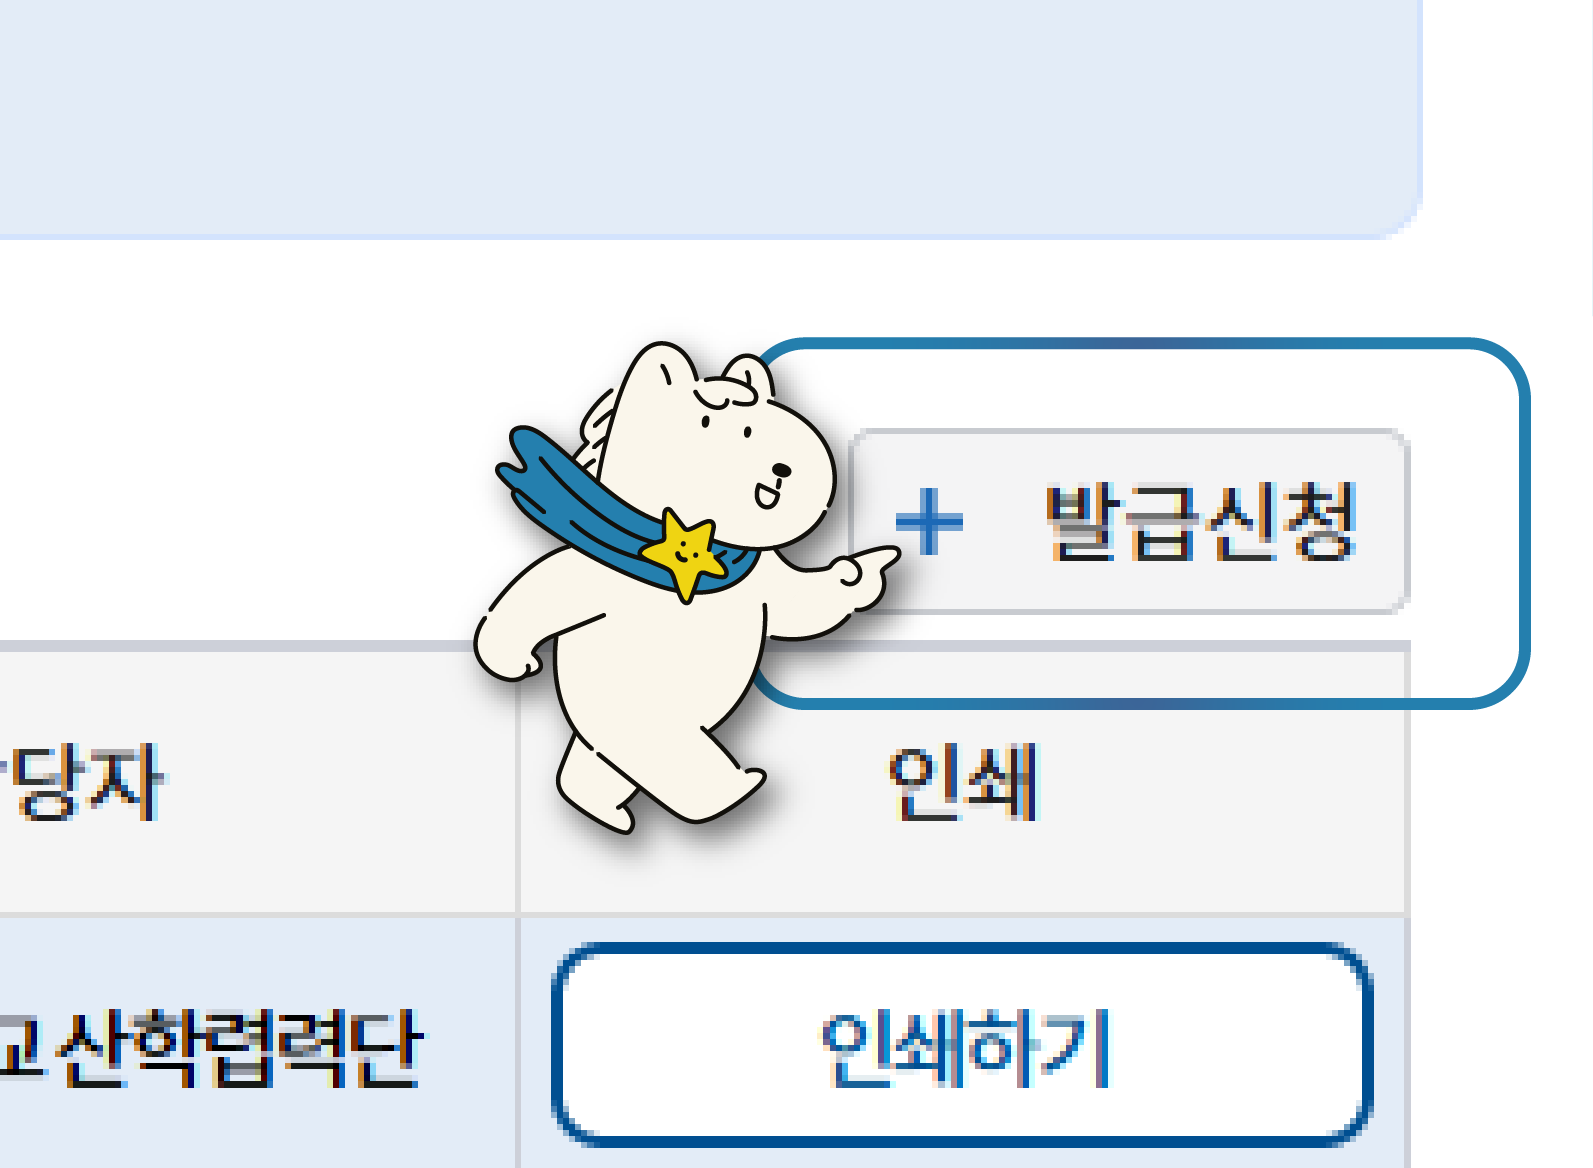 + 발급신청
당자 인쇄
교산학협력단 인쇄하기